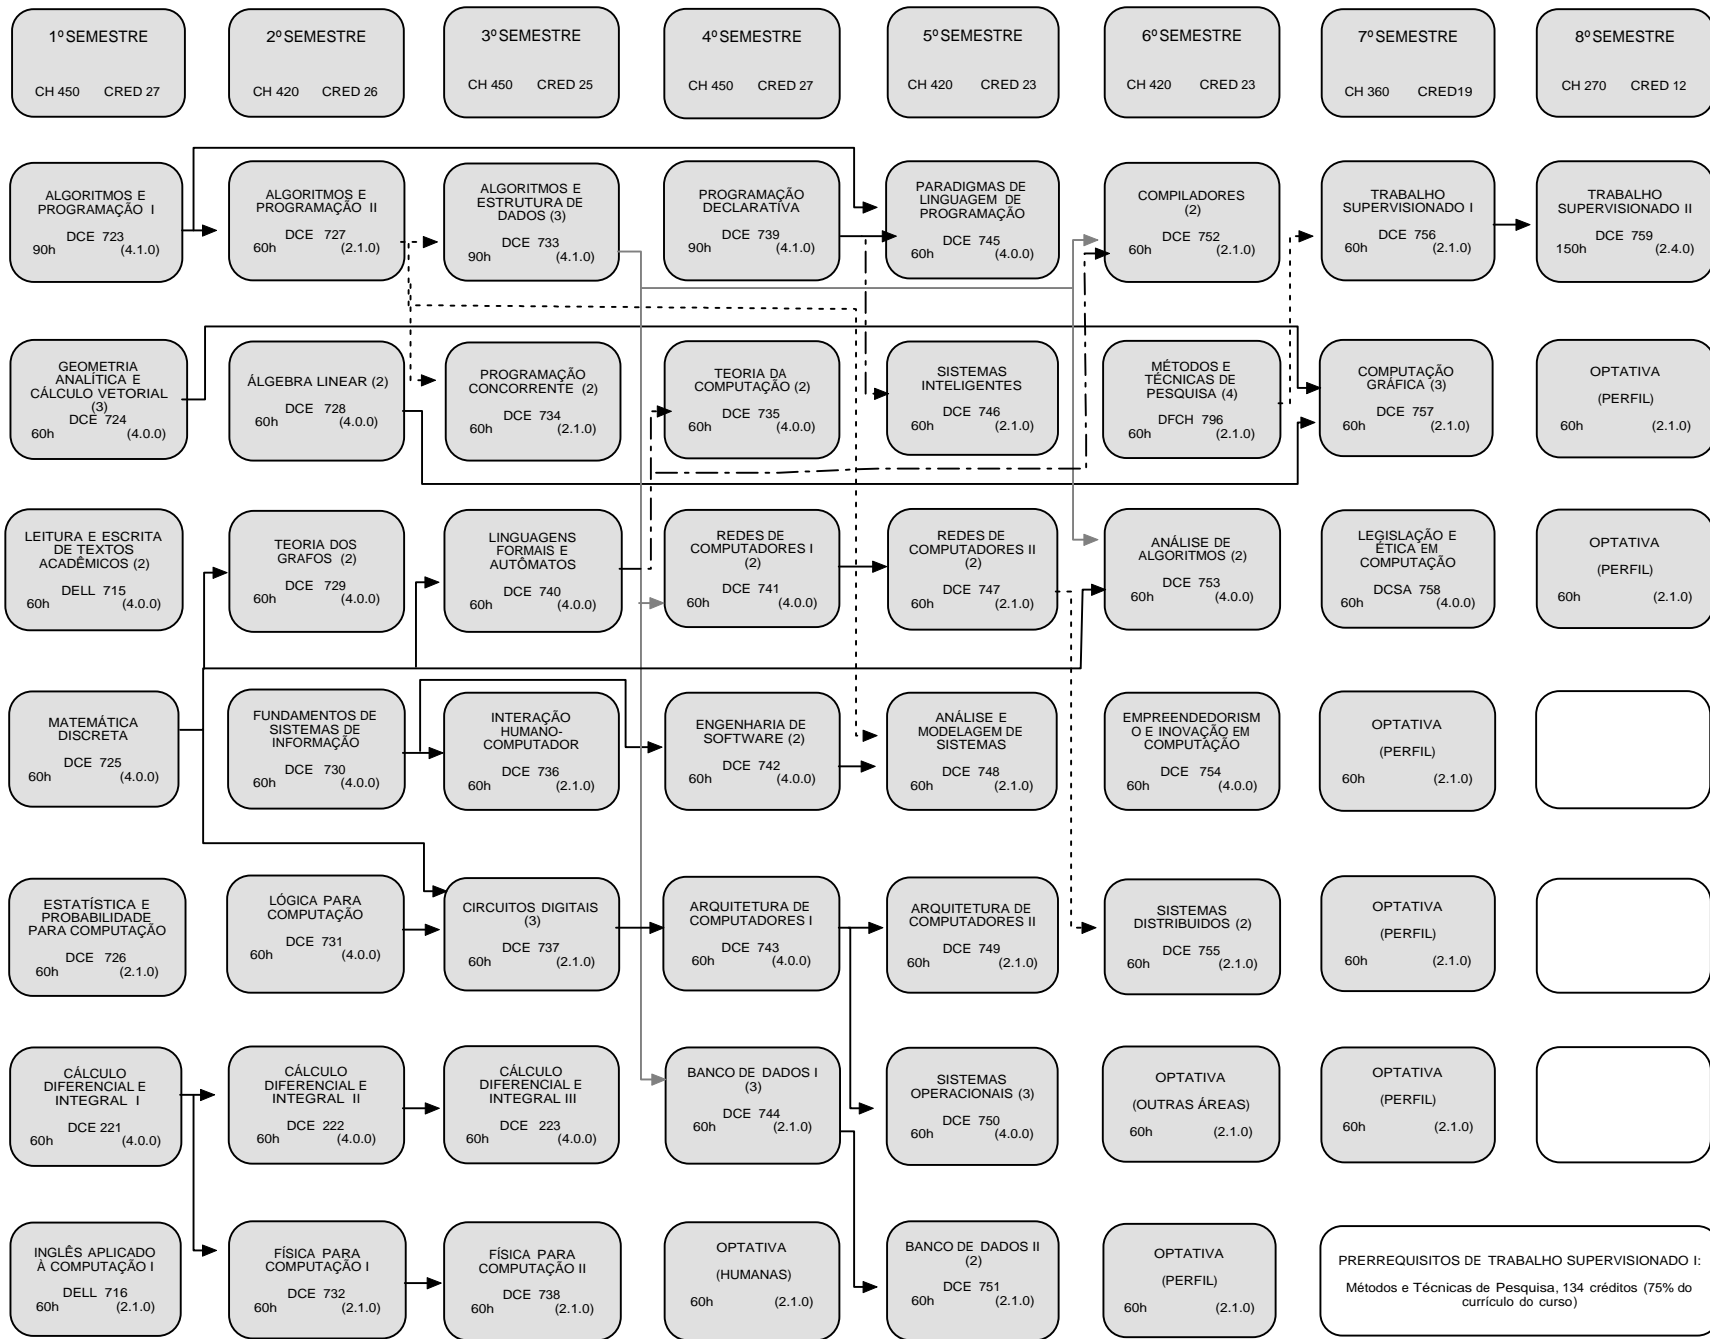 1º SEMESTRE
CH 450 CRED 27
2º SEMESTRE
CH 420 CRED 26
3º SEMESTRE
CH 450 CRED 25
4º SEMESTRE
CH 450 CRED 27
5º SEMESTRE
CH 420 CRED 23
6º SEMESTRE
CH 420 CRED 23
7º SEMESTRE
CH 360 CRED19
8º SEMESTRE
CH 270 CRED 12
ALGORITMOS E
PROGRAMAÇÃO I
DCE 723
90h (4.1.0)
ALGORITMOS E
PROGRAMAÇÃO II
DCE 727
60h (2.1.0)
ALGORITMOS E
ESTRUTURA DE
DADOS (3)
DCE 733
90h (4.1.0)
PROGRAMAÇÃO
DECLARATIVA
DCE 739
90h (4.1.0)
PARADIGMAS DE
LINGUAGEM DE
PROGRAMAÇÃO
DCE 745
60h (4.0.0)
COMPILADORES
(2)
DCE 752
60h (2.1.0)
TRABALHO
SUPERVISIONADO I
DCE 756
60h (2.1.0)
TRABALHO
SUPERVISIONADO II
DCE 759
150h (2.4.0)
GEOMETRIA
ANALÍTICA E
CÁLCULO VETORIAL
(3)
DCE 724
60h (4.0.0)
ÁLGEBRA LINEAR (2)
DCE 728
60h (4.0.0)
PROGRAMAÇÃO
CONCORRENTE (2)
DCE 734
60h (2.1.0)
TEORIA DA
COMPUTAÇÃO (2)
DCE 735
60h (4.0.0)
SISTEMAS
INTELIGENTES
DCE 746
60h (2.1.0)
MÉTODOS E
TÉCNICAS DE
PESQUISA (4)
DFCH 796
60h (2.1.0)
COMPUTAÇÃO
GRÁFICA (3)
DCE 757
60h (2.1.0)
OPTATIVA
(PERFIL)
60h (2.1.0)
LEITURA E ESCRITA
DE TEXTOS
ACADÊMICOS (2)
DELL 715
60h (4.0.0)
TEORIA DOS
GRAFOS (2)
DCE 729
60h (4.0.0)
LINGUAGENS
FORMAIS E
AUTÔMATOS
DCE 740
60h (4.0.0)
REDES DE
COMPUTADORES I
(2)
DCE 741
60h (4.0.0)
REDES DE
COMPUTADORES II
(2)
DCE 747
60h (2.1.0)
ANÁLISE DE
ALGORITMOS (2)
DCE 753
60h (4.0.0)
LEGISLAÇÃO E
ÉTICA EM
COMPUTAÇÃO
DCSA 758
60h (4.0.0)
OPTATIVA
(PERFIL)
60h (2.1.0)
MATEMÁTICA
DISCRETA
DCE 725
60h (4.0.0)
FUNDAMENTOS DE
SISTEMAS DE
INFORMAÇÃO
DCE 730
60h (4.0.0)
INTERAÇÃO
HUMANO-
COMPUTADOR
DCE 736
60h (2.1.0)
ENGENHARIA DE
SOFTWARE (2)
DCE 742
60h (4.0.0)
ANÁLISE E
MODELAGEM DE
SISTEMAS
DCE 748
60h (2.1.0)
EMPREENDEDORISM
O E INOVAÇÃO EM
COMPUTAÇÃO
DCE 754
60h (4.0.0)
OPTATIVA
(PERFIL)
60h (2.1.0)
ESTATÍSTICA E
PROBABILIDADE
PARA COMPUTAÇÃO
DCE 726
60h (2.1.0)
LÓGICA PARA
COMPUTAÇÃO
DCE 731
60h (4.0.0)
CIRCUITOS DIGITAIS
(3)
DCE 737
60h (2.1.0)
ARQUITETURA DE
COMPUTADORES I
DCE 743
60h (4.0.0)
ARQUITETURA DE
COMPUTADORES II
DCE 749
60h (2.1.0)
SISTEMAS
DISTRIBUIDOS (2)
DCE 755
60h (2.1.0)
OPTATIVA
(PERFIL)
60h (2.1.0)
CÁLCULO
DIFERENCIAL E
INTEGRAL I
DCE 221
60h (4.0.0)
CÁLCULO
DIFERENCIAL E
INTEGRAL II
DCE 222
60h (4.0.0)
CÁLCULO
DIFERENCIAL E
INTEGRAL III
DCE 223
60h (4.0.0)
BANCO DE DADOS I
(3)
DCE 744
60h (2.1.0)
SISTEMAS
OPERACIONAIS (3)
DCE 750
60h (4.0.0)
OPTATIVA
(OUTRAS ÁREAS)
60h (2.1.0)
OPTATIVA
(PERFIL)
60h (2.1.0)
INGLÊS APLICADO
À COMPUTAÇÃO I
DELL 716
60h (2.1.0)
FÍSICA PARA
COMPUTAÇÃO I
DCE 732
60h (2.1.0)
FÍSICA PARA
COMPUTAÇÃO II
DCE 738
60h (2.1.0)
OPTATIVA
(HUMANAS)
60h (2.1.0)
BANCO DE DADOS II
(2)
DCE 751
60h (2.1.0)
OPTATIVA
(PERFIL)
60h (2.1.0)
PRERREQUISITOS DE TRABALHO SUPERVISIONADO I:
Métodos e Técnicas de Pesquisa, 134 créditos (75% do
currículo do curso)